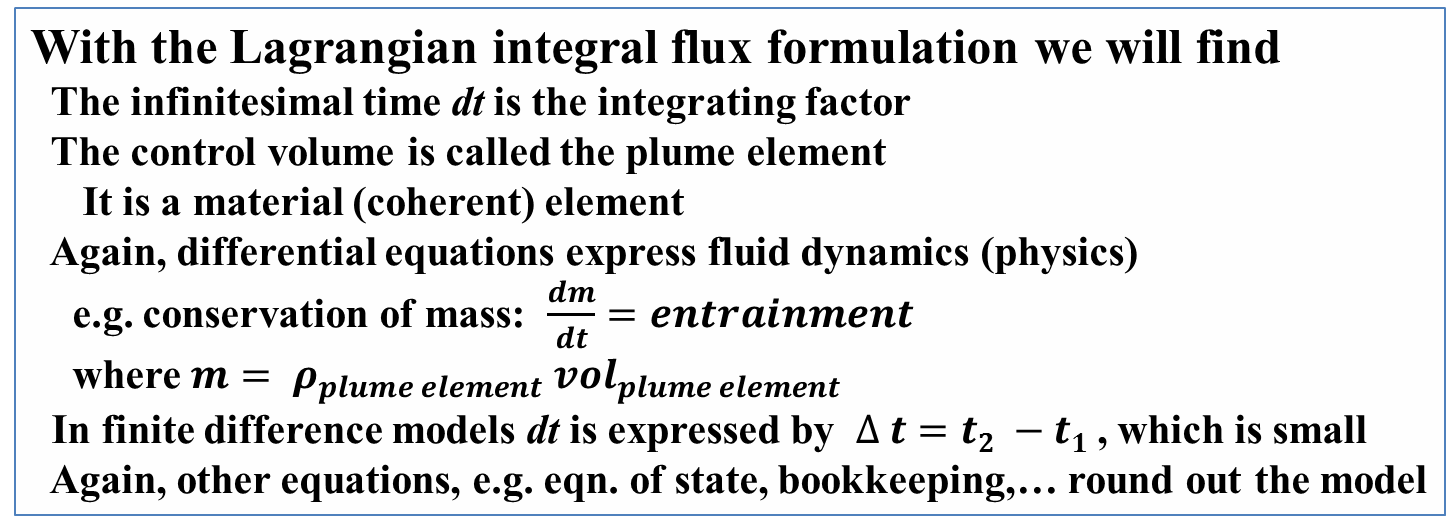 With the Lagrangian integral flux formulation we will find
The infinitesimal time dt is the integrating factor
The control volume is called the plume element
It is a material (coherent) element
Again, differential equations express fluid dynamics (physics)
e.g. conservation of mass: dm/dt = entrainment
where m = ρ_plume element vol_plume element
In finite difference models dt is expressed by Δ t = t₂ − t₁ , which is small
Again, other equations, e.g. eqn. of state, bookkeeping,… round out the model